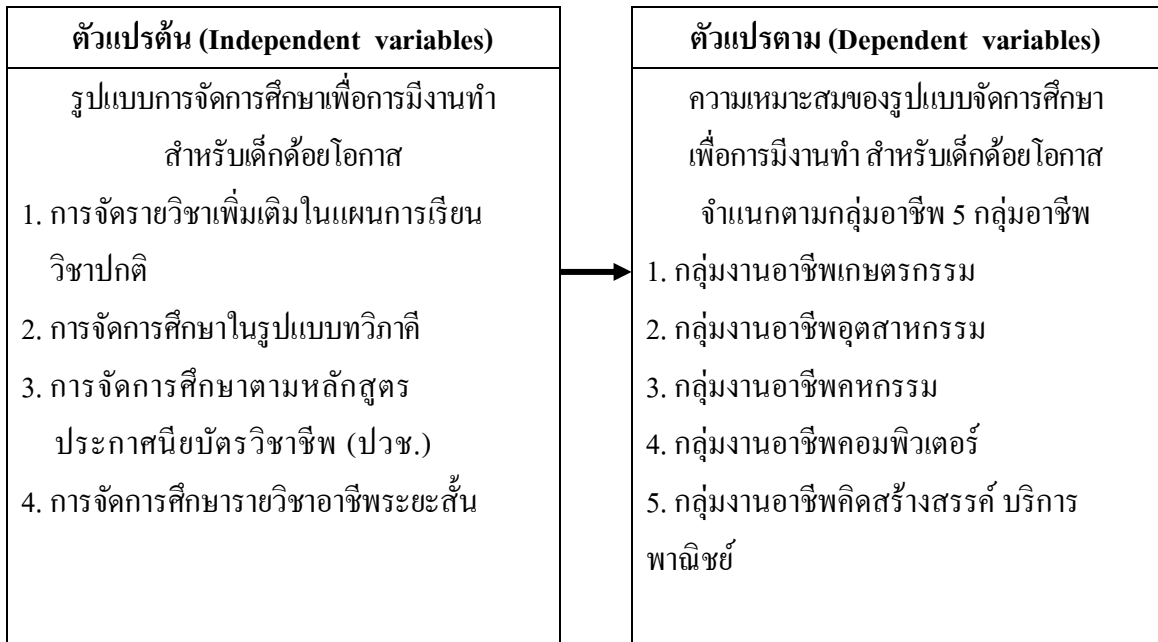 ตัวแปรต้น (Independent variables)
รูปแบบการจัดการศึกษาเพื่อการมีงานทำ
สำหรับเด็กด้อยโอกาส
1. การจัดรายวิชาเพิ่มเติมในแผนการเรียน
วิชาปกติ
2. การจัดการศึกษาในรูปแบบทวิภาคี
3. การจัดการศึกษาตามหลักสูตร
ประกาศนียบัตรวิชาชีพ (ปวช.)
4. การจัดการศึกษารายวิชาอาชีพระยะสั้น
ตัวแปรตาม (Dependent variables)
ความเหมาะสมของรูปแบบจัดการศึกษา
เพื่อการมีงานทำ สำหรับเด็กด้อยโอกาส
จำแนกตามกลุ่มอาชีพ 5 กลุ่มอาชีพ
1. กลุ่มงานอาชีพเกษตรกรรม
2. กลุ่มงานอาชีพอุตสาหกรรม
3. กลุ่มงานอาชีพคหกรรม
4. กลุ่มงานอาชีพคอมพิวเตอร์
5. กลุ่มงานอาชีพคิดสร้างสรรค์ บริการ
พาณิชย์